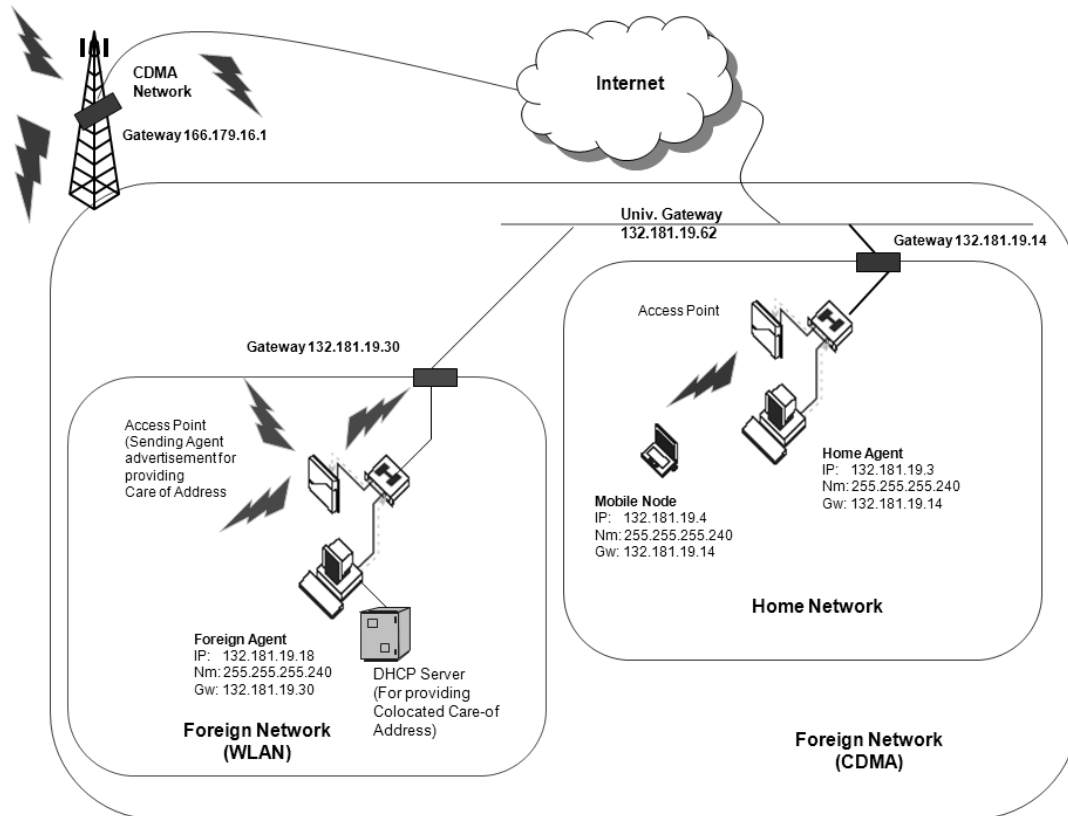 CDMA
Network
Gateway 166.179.16.1
Internet
Univ. Gateway
132.181.19.62
Gateway 132.181.19.14
Access Point
Home Agent
IP: 132.181.19.3
Nm: 255.255.255.240
Gw: 132.181.19.14
Mobile Node
IP: 132.181.19.4
Nm: 255.255.255.240
Gw: 132.181.19.14
Home Network
Gateway 132.181.19.30
Access Point
(Sending Agent
advertisement for
providing
Care of Address
Foreign Agent
IP: 132.181.19.18
Nm: 255.255.255.240
Gw: 132.181.19.30
DHCP Server
(For providing
Colocated Care-of
Address)
Foreign Network
(WLAN)
Foreign Network
(CDMA)